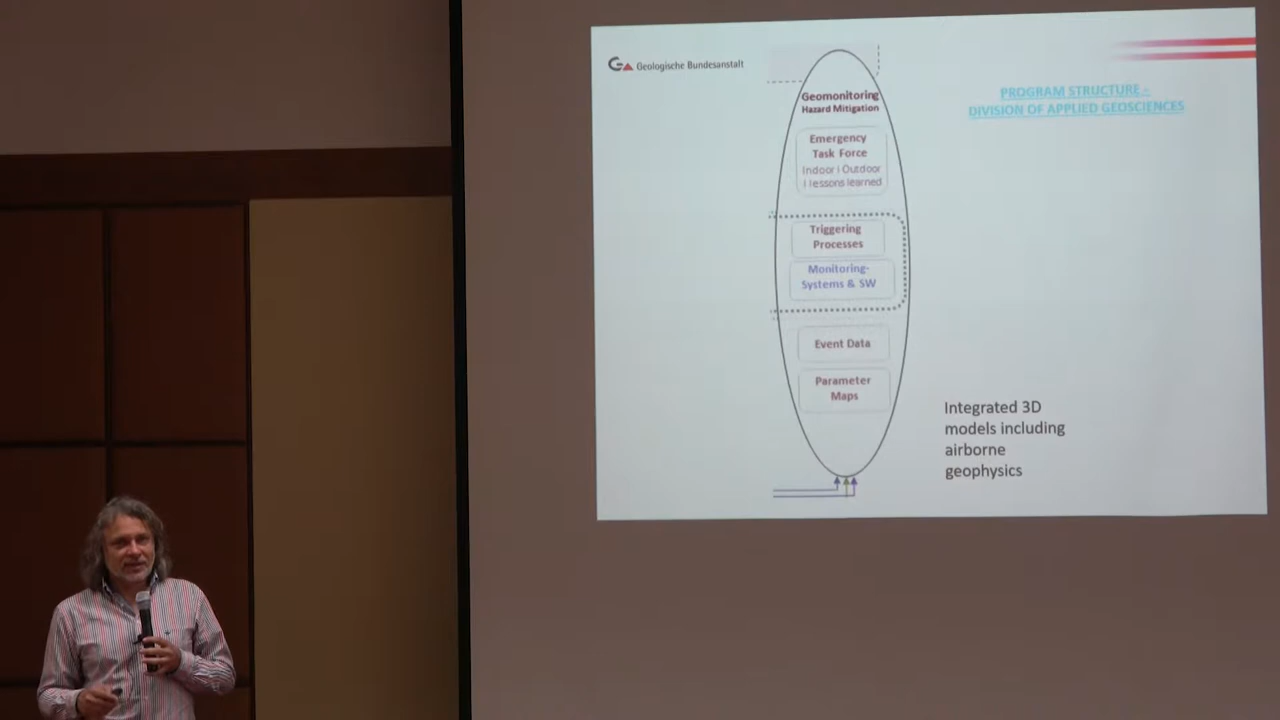 GA Geologische Bundesanstalt
PROGRAM STRUCTURE -
DIVISION OF APPLIED GEOSCIENCES
Geomonitoring
Hazard Mitigation
Emergency
Task Force
Indoor I Outdoor
I lessons learned
Triggering
Processes
Monitoring-
Systems & SW
Event Data
Parameter
Maps
Integrated 3D
models including
airborne
geophysics